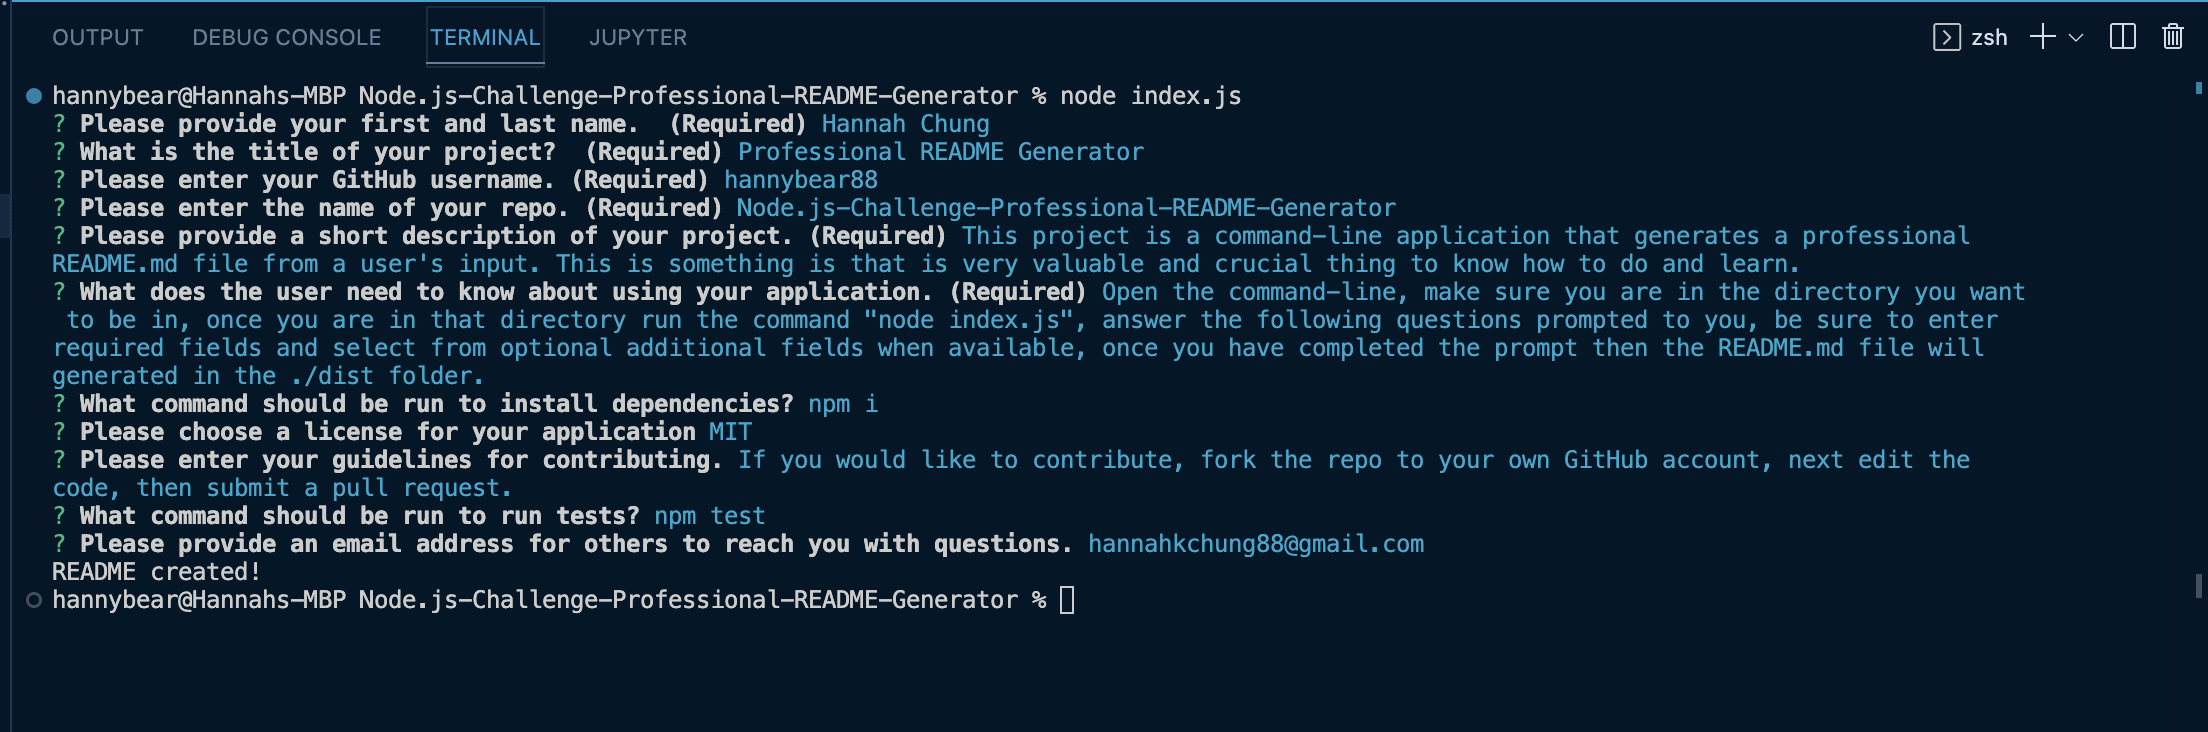 OUTPUT DEBUG CONSOLE TERMINAL JUPYTER zsh
hannybear@Hannahs-MBP Node.js-Challenge-Professional-README-Generator % node index.js
? Please provide your first and last name.  (Required) Hannah Chung
? What is the title of your project?  (Required) Professional README Generator
? Please enter your GitHub username. (Required) hannybear88
? Please enter the name of your repo. (Required) Node.js-Challenge-Professional-README-Generator
? Please provide a short description of your project. (Required) This project is a command-line application that generates a professional
README.md file from a user's input. This is something is that is very valuable and crucial thing to know how to do and learn.
? What does the user need to know about using your application. (Required) Open the command-line, make sure you are in the directory you want
to be in, once you are in that directory run the command "node index.js", answer the following questions prompted to you, be sure to enter
required fields and select from optional additional fields when available, once you have completed the prompt then the README.md file will
generated in the ./dist folder.
? What command should be run to install dependencies? npm i
? Please choose a license for your application MIT
? Please enter your guidelines for contributing. If you would like to contribute, fork the repo to your own GitHub account, next edit the
code, then submit a pull request.
? What command should be run to run tests? npm test
? Please provide an email address for others to reach you with questions. hannahkchung88@gmail.com
README created!
hannybear@Hannahs-MBP Node.js-Challenge-Professional-README-Generator %